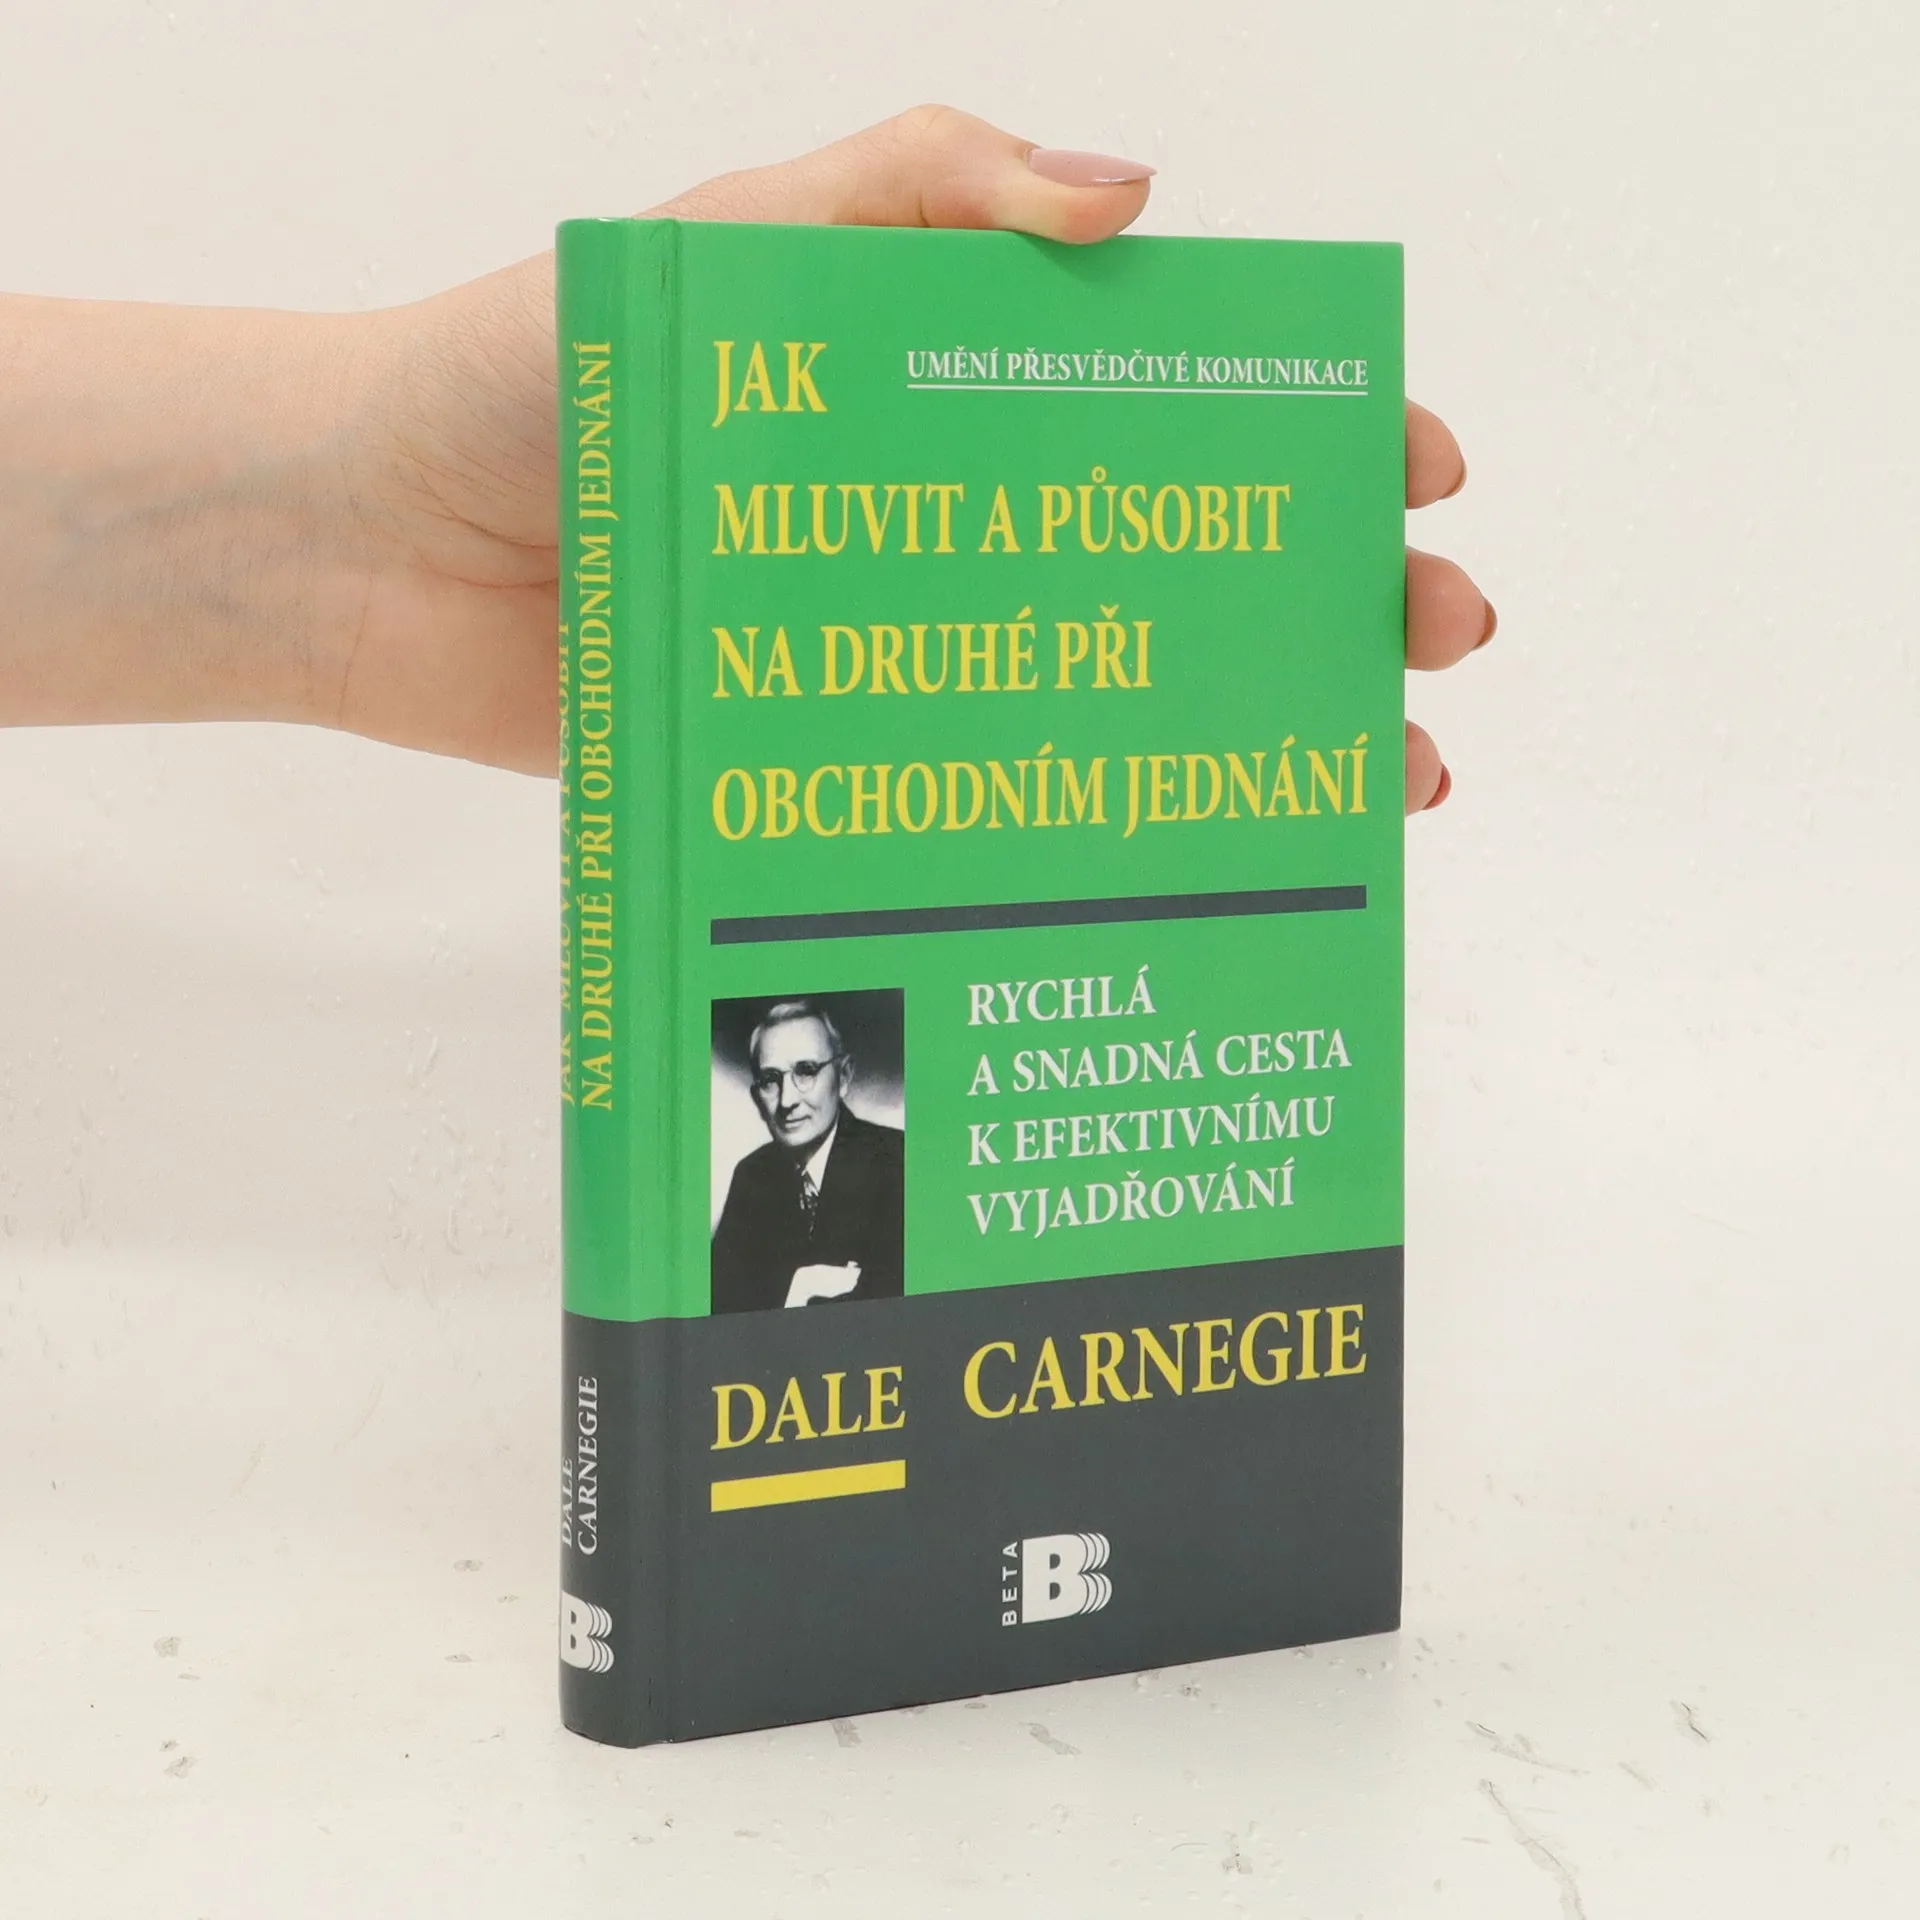 JAK
UMĚNÍ PŘESVĚDČIVÉ KOMUNIKACE
MLUVIT A PŮSOBIT
NA DRUHÉ PŘI
OBCHODNÍM JEDNÁNÍ
RYCHLÁ
A SNADNÁ CESTA
K EFEKTIVNÍMU
VYJADŘOVÁNÍ
DALE CARNEGIE
BETA
B
JAK MLUVIT A PŮSOBIT
NA DRUHÉ PŘI OBCHODNÍM JEDNÁNÍ
DALE
CARNEGIE
B